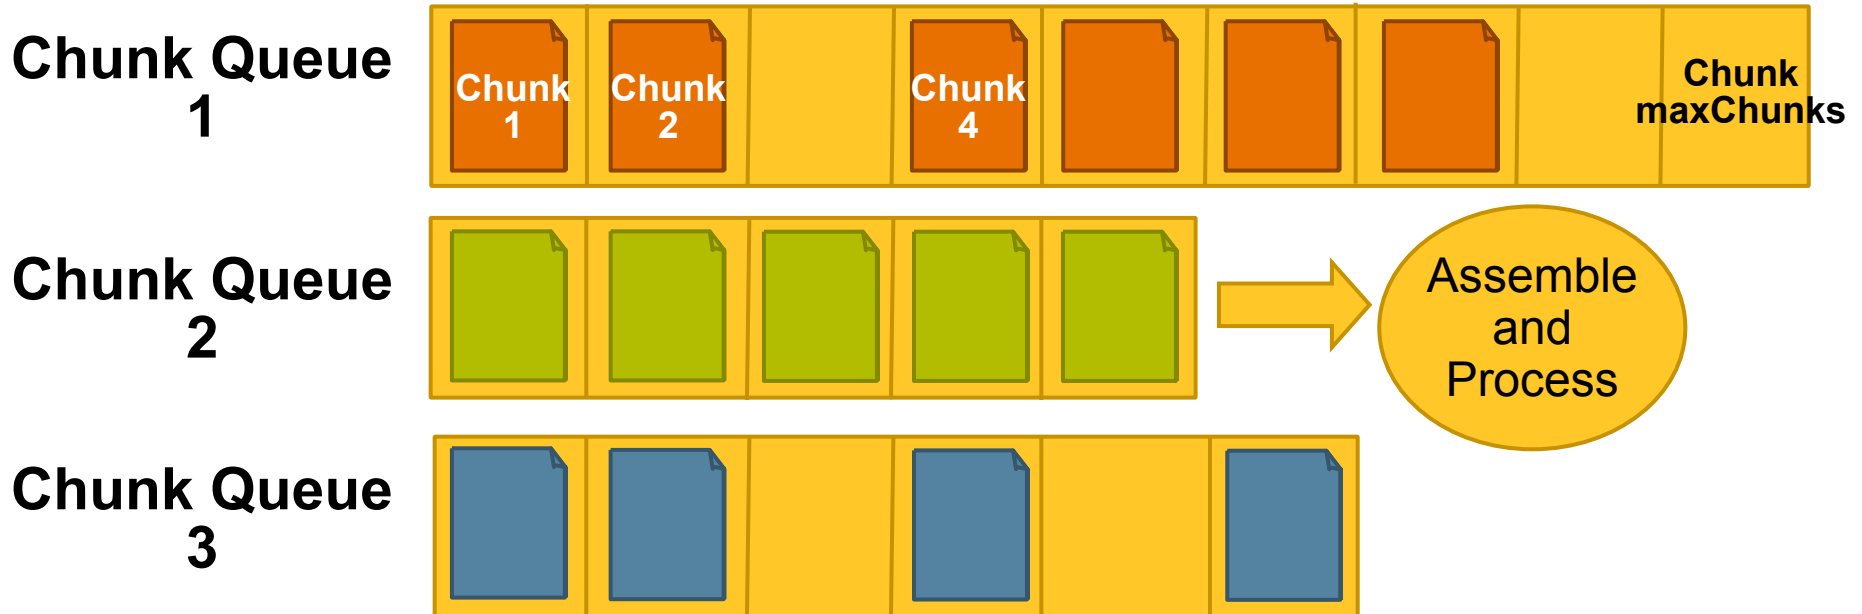 Chunk Queue
1
Chunk
1
Chunk
2
Chunk
4
Chunk
maxChunks
Chunk Queue
2
Assemble
and
Process
Chunk Queue
3